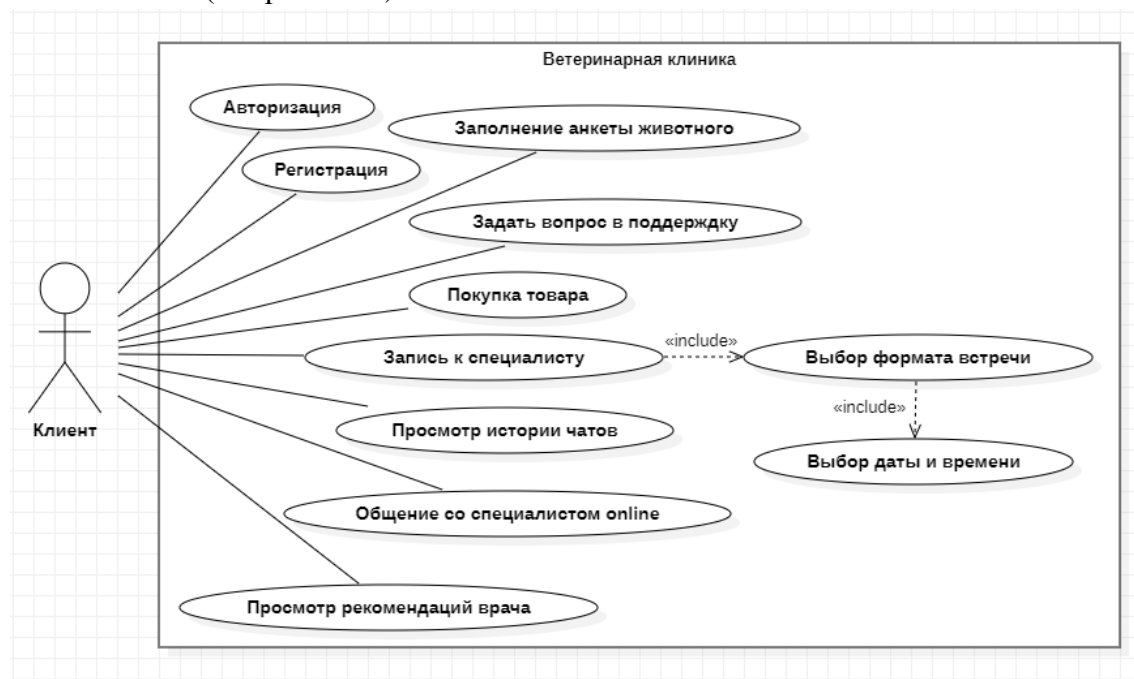 Ветеринарная клиника
Авторизация
Заполнение анкеты животного
Регистрация
Задать вопрос в поддерждку
Покупка товара
Запись к специалисту
«include»
Выбор формата встречи
«include»
Клиент
Просмотр истории чатов
Выбор даты и времени
Общение со специалистом online
Просмотр рекомендаций врача